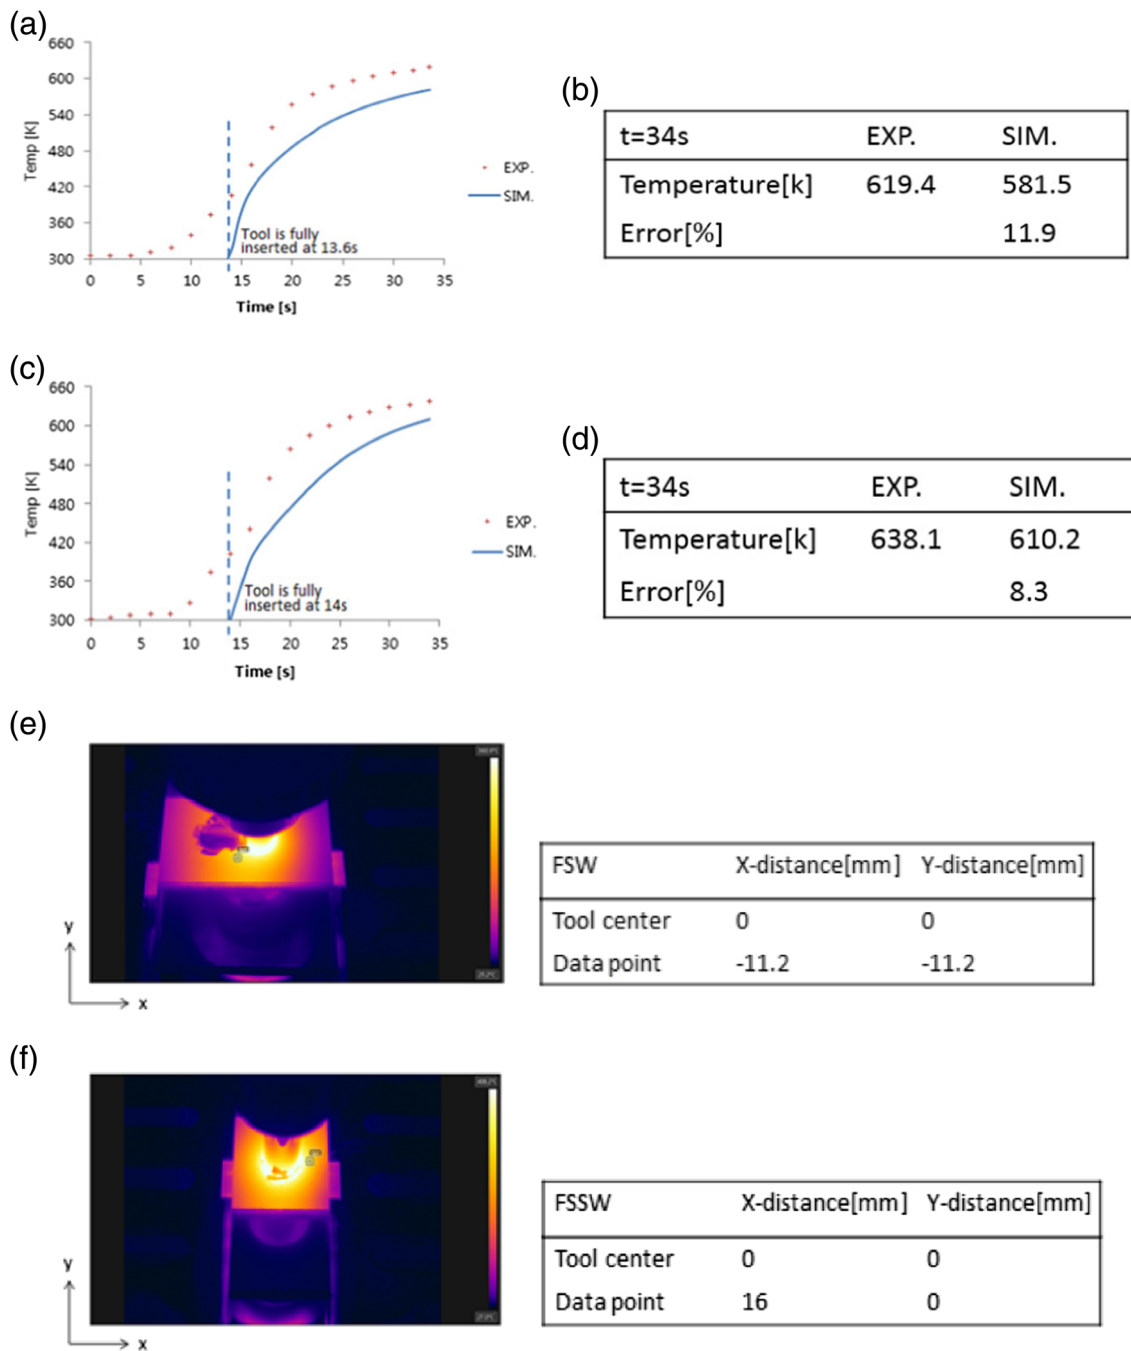 (a)
660
600
540
480
420
360
300
Temp [K]
0 5 10 15 20 25 30 35
Time [s]
Tool is fully
inserted at 13.6s
EXP.
SIM.
(b)
t=34s EXP. SIM.
Temperature[k] 619.4 581.5
Error[%] 11.9
(c)
660
600
540
480
420
360
300
Temp [K]
0 5 10 15 20 25 30 35
Time [s]
Tool is fully
inserted at 14s
EXP.
SIM.
(d)
t=34s EXP. SIM.
Temperature[k] 638.1 610.2
Error[%] 8.3
(e)
y
x
FSW X-distance[mm] Y-distance[mm]
Tool center 0 0
Data point -11.2 -11.2
(f)
y
x
FSSW X-distance[mm] Y-distance[mm]
Tool center 0 0
Data point 16 0